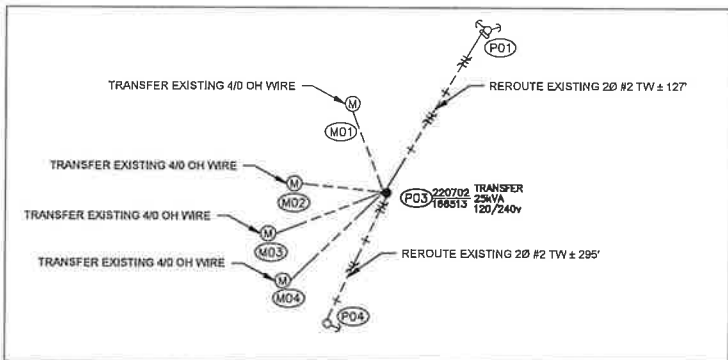 P01
TRANSFER EXISTING 4/0 OH WIRE
M
REROUTE EXISTING 2Ø #2 TW ± 127'
M01
TRANSFER EXISTING 4/0 OH WIRE
M
M02
P03
220702
TRANSFER
25kVA
166513
120/240v
TRANSFER EXISTING 4/0 OH WIRE
M
M03
TRANSFER EXISTING 4/0 OH WIRE
REROUTE EXISTING 2Ø #2 TW ± 295'
M
M04
P04